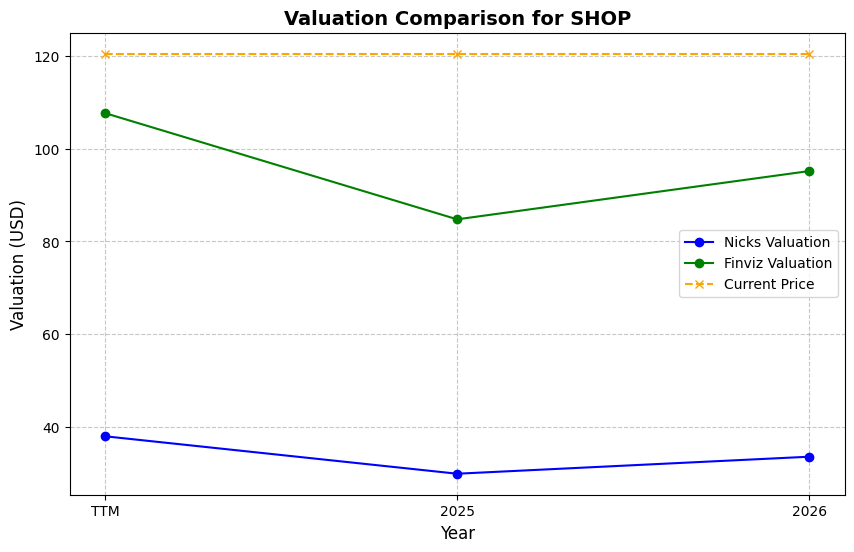 Valuation Comparison for SHOP
Valuation (USD)
120
100
80
60
40
Nicks Valuation
Finviz Valuation
Current Price
TTM
2025
2026
Year